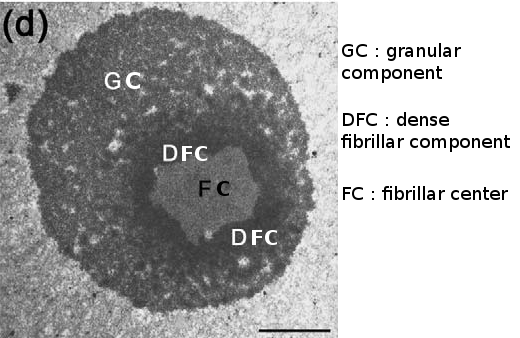 (d)
GC
DFC
FC
DFC
GC : granular
component
DFC : dense
fibrillar component
FC : fibrillar center